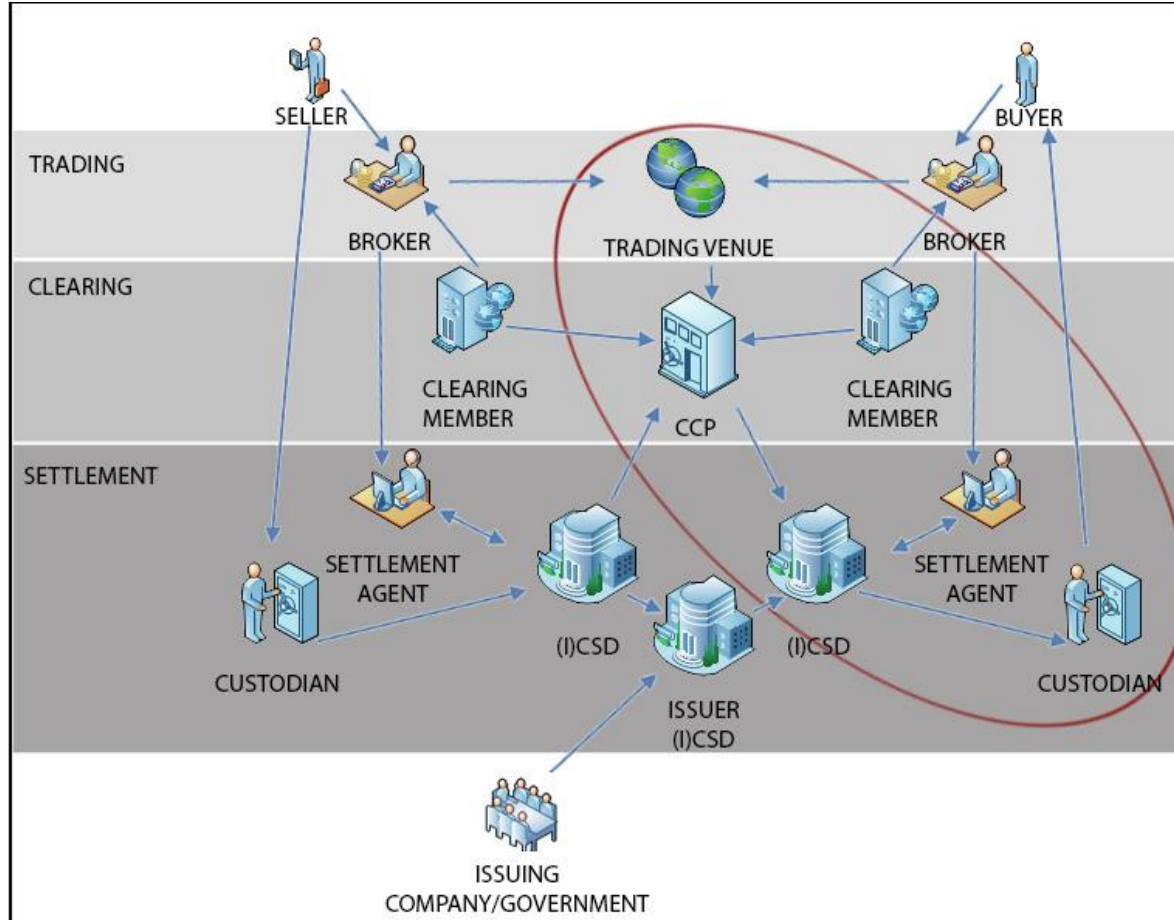 SELLER
BUYER
TRADING
BROKER
TRADING VENUE
BROKER
CLEARING
CLEARING
MEMBER
CCP
CLEARING
MEMBER
SETTLEMENT
SETTLEMENT
AGENT
SETTLEMENT
AGENT
CUSTODIAN
(I)CSD
(I)CSD
CUSTODIAN
ISSUER
(I)CSD
ISSUING
COMPANY/GOVERNMENT